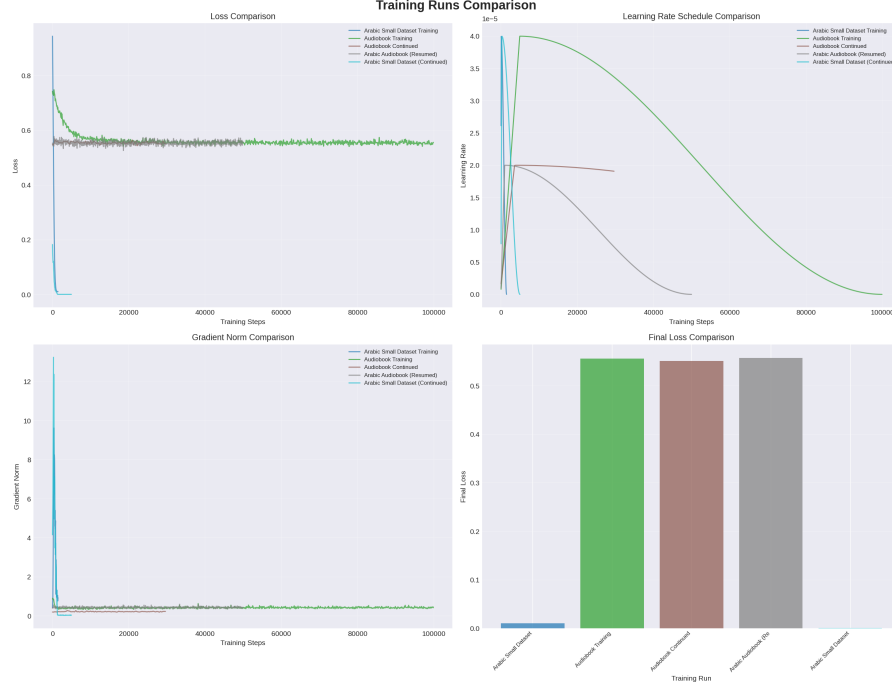 Training Runs Comparison
Loss Comparison
Loss
0.8
0.6
0.4
0.2
0.0
0
20000
40000
60000
80000
100000
Training Steps
Arabic Small Dataset Training
Audiobook Training
Audiobook Continued
Arabic Audiobook (Resumed)
Arabic Small Dataset (Continued)
Learning Rate Schedule Comparison
1e-5
Learning Rate
4.0
3.5
3.0
2.5
2.0
1.5
1.0
0.5
0.0
0
20000
40000
60000
80000
10000
Training Steps
Arabic Small Dataset Training
Audiobook Training
Audiobook Continued
Arabic Audiobook (Resumed)
Arabic Small Dataset (Continued
Gradient Norm Comparison
Gradient Norm
12
10
8
6
4
2
0
0
20000
40000
60000
80000
100000
Training Steps
Arabic Small Dataset Training
Audiobook Training
Audiobook Continued
Arabic Audiobook (Resumed)
Arabic Small Dataset (Continued)
Final Loss Comparison
Final Loss
0.5
0.4
0.3
0.2
0.1
0.0
Arabic Small Dataset
Audiobook Training
Audiobook Continued
Arabic Audiobook (Re
Arabic Small Dataset
Training Run